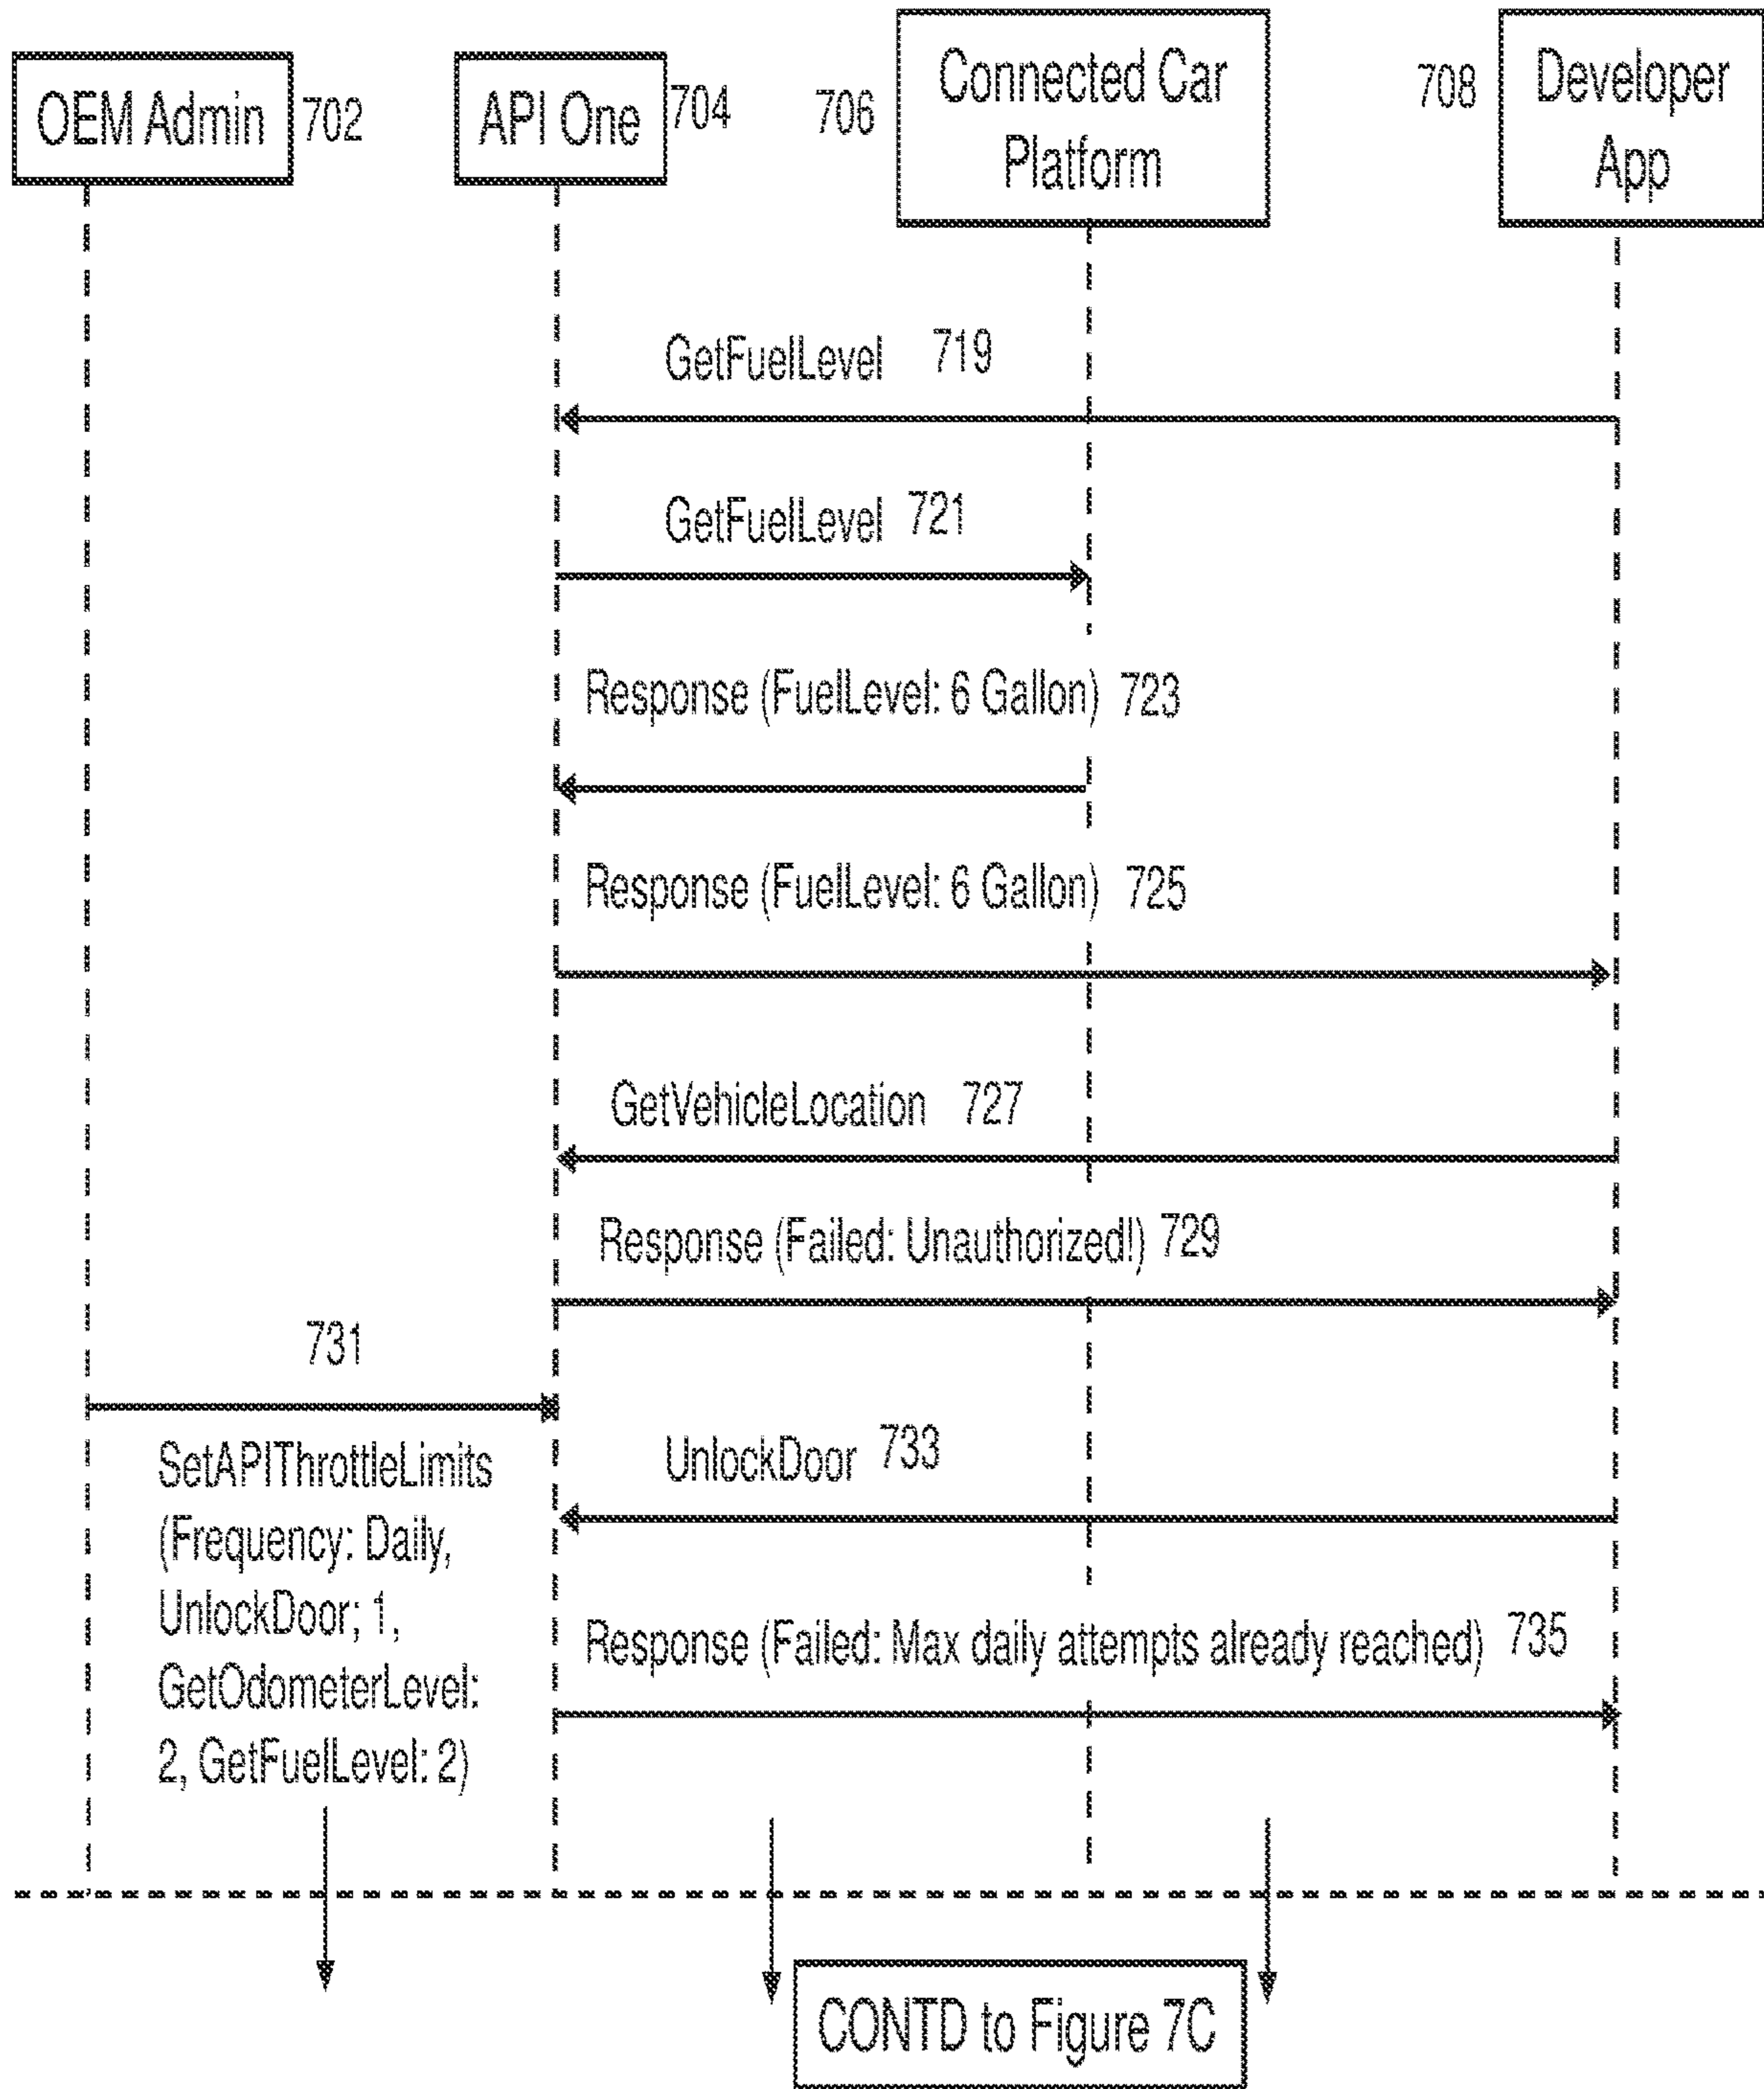 OEM Admin
702
API One
704
706
Connected Car
Platform
708
Developer
App
GetFuelLevel 719
GetFuelLevel 721
Response (FuelLevel: 6 Gallon) 723
Response (FuelLevel: 6 Gallon) 725
GetVehicleLocation 727
Response (Failed: Unauthorized!) 729
731
SetAPIThrottleLimits
(Frequency: Daily,
UnlockDoor; 1,
GetOdometerLevel:
2, GetFuelLevel: 2)
UnlockDoor 733
Response (Failed: Max daily attempts already reached) 735
CONTD to Figure 7C